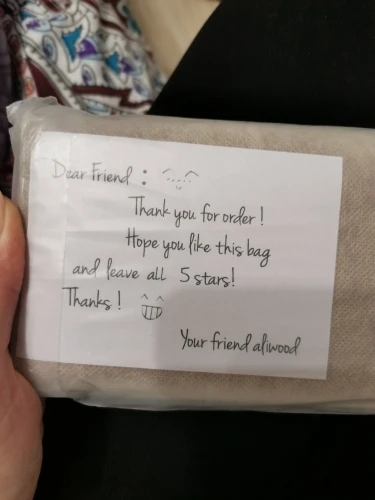 Dear Friend :
Thank you for order !
Hope you like this bag
and leave all 5 stars!
Thanks !
Your friend aliwood